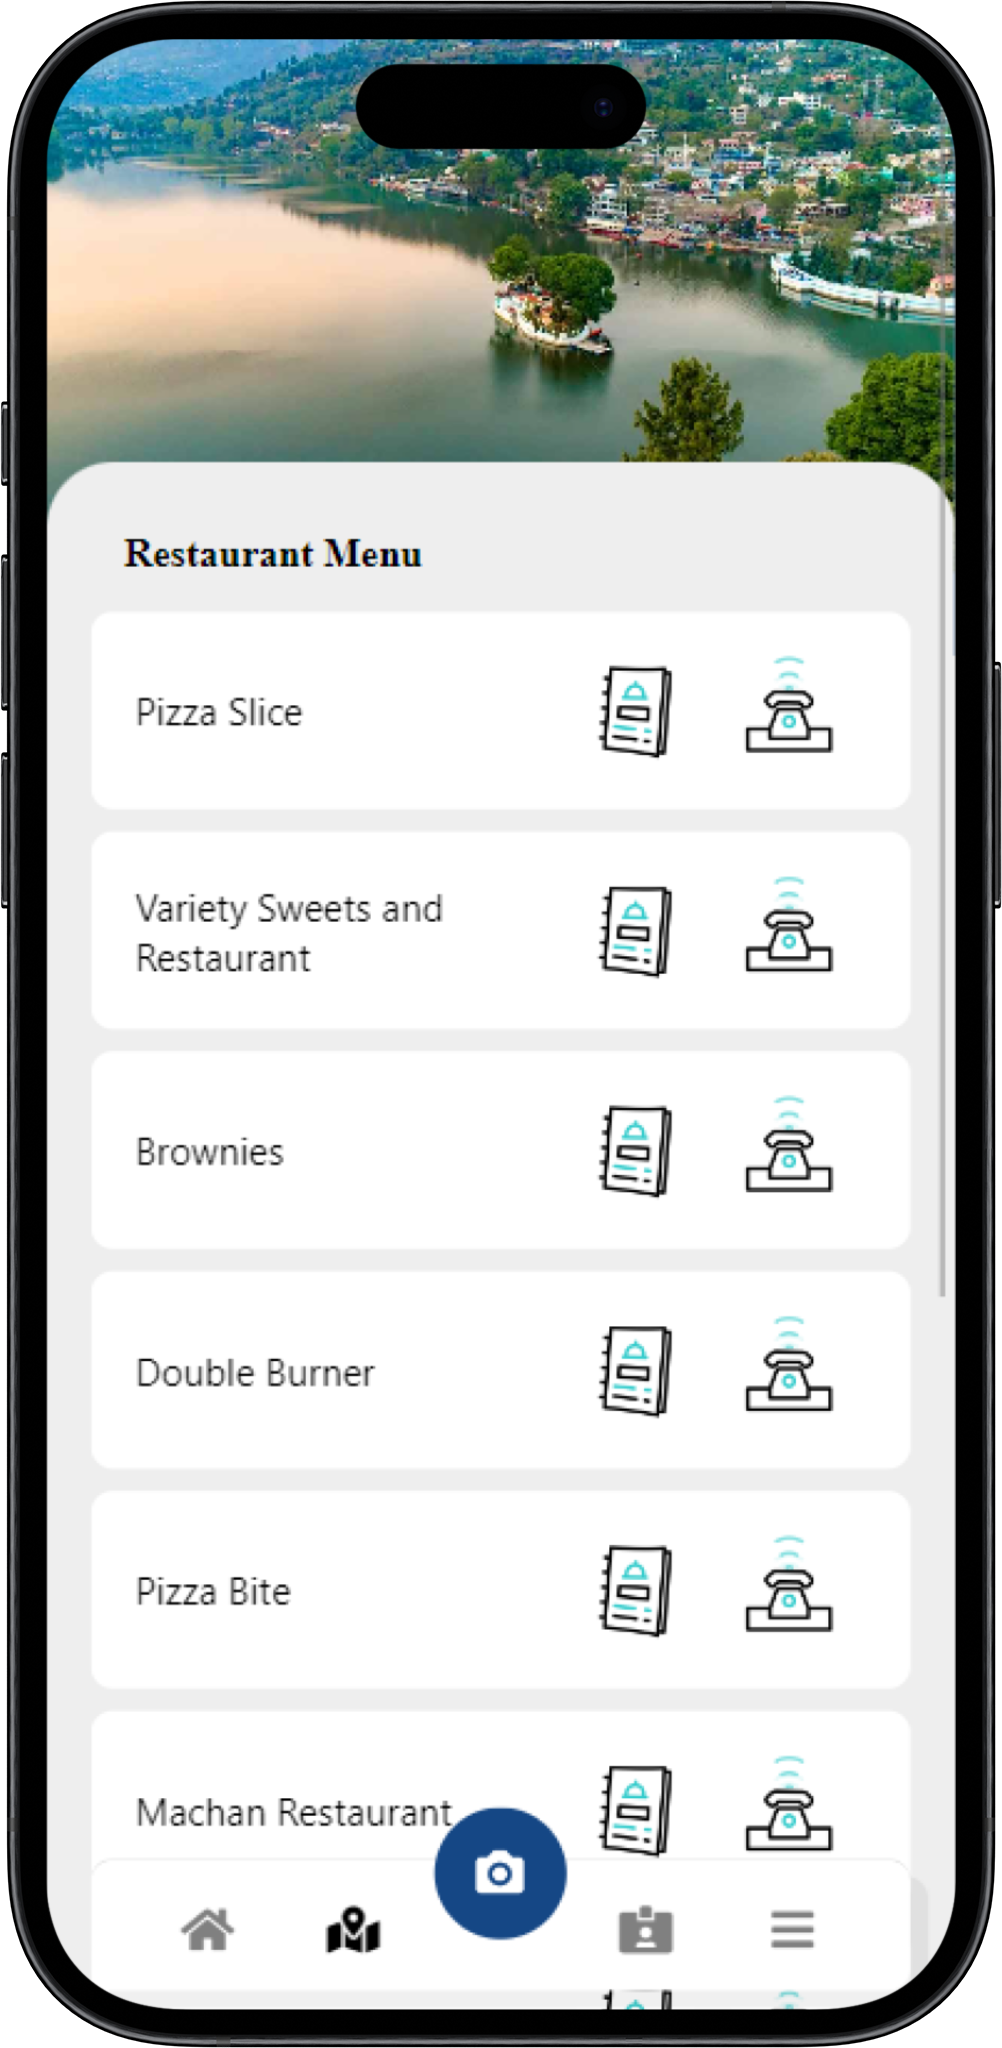 Restaurant Menu
Pizza Slice
Variety Sweets and
Restaurant
Brownies
Double Burner
Pizza Bite
Machan Restaurant